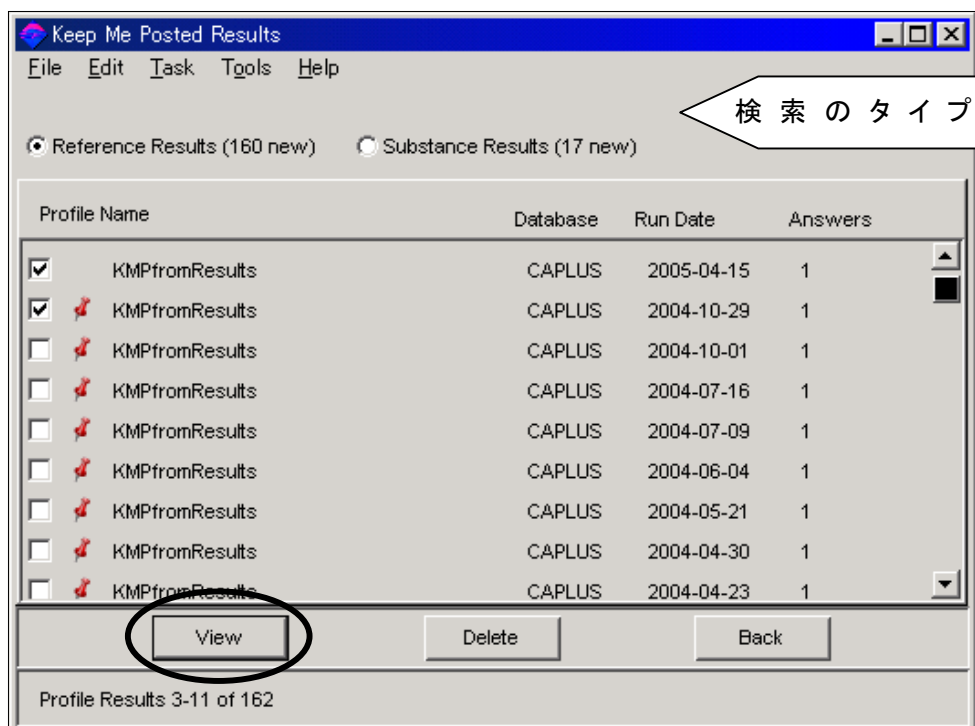 Keep Me Posted Results
File Edit Task Tools Help
検索のタイプ
Reference Results (160 new) Substance Results (17 new)
Profile Name Database Run Date Answers
KMPfromResults CAPLUS 2005-04-15 1
KMPfromResults CAPLUS 2004-10-29 1
KMPfromResults CAPLUS 2004-10-01 1
KMPfromResults CAPLUS 2004-07-16 1
KMPfromResults CAPLUS 2004-07-09 1
KMPfromResults CAPLUS 2004-06-04 1
KMPfromResults CAPLUS 2004-05-21 1
KMPfromResults CAPLUS 2004-04-30 1
KMPfromResults CAPLUS 2004-04-23 1
View Delete Back
Profile Results 3-11 of 162